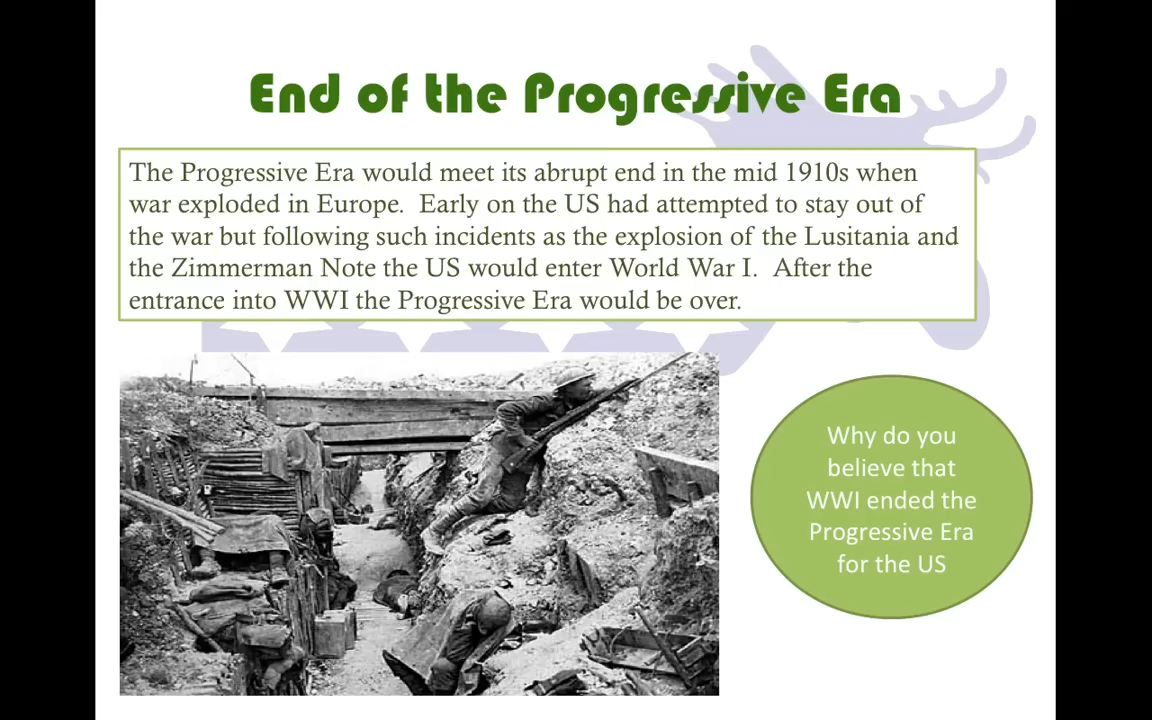 End of the Progressive Era
The Progressive Era would meet its abrupt end in the mid 1910s when
war exploded in Europe.  Early on the US had attempted to stay out of
the war but following such incidents as the explosion of the Lusitania and
the Zimmerman Note the US would enter World War I.  After the
entrance into WWI the Progressive Era would be over.
Why do you
believe that
WWI ended the
Progressive Era
for the US